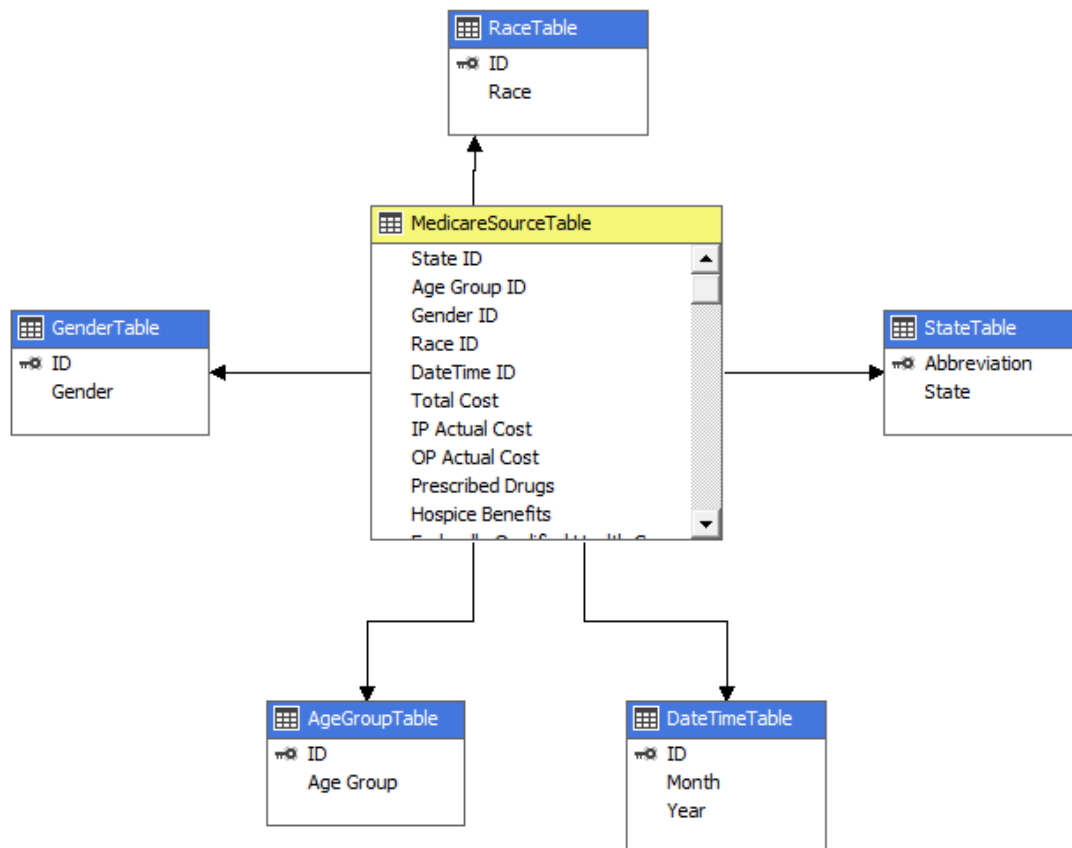 RaceTable
ID
Race
MedicareSourceTable
State ID
Age Group ID
Gender ID
Race ID
DateTime ID
Total Cost
IP Actual Cost
OP Actual Cost
Prescribed Drugs
Hospice Benefits
GenderTable
ID
Gender
StateTable
Abbreviation
State
AgeGroupTable
ID
Age Group
DateTimeTable
ID
Month
Year